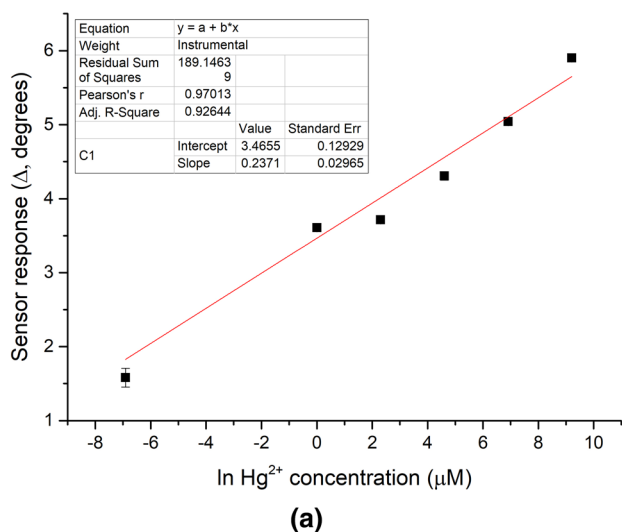 Equation y = a + b*x
Weight Instrumental
Residual Sum of Squares 189.14639
Pearson's r 0.97013
Adj. R-Square 0.92644
Value Standard Err
C1 Intercept 3.4655 0.12929
Slope 0.2371 0.02965
Sensor response (Δ, degrees)
6
5
4
3
2
1
-8 -6 -4 -2 0 2 4 6 8 10
ln Hg²⁺ concentration (μM)
(a)